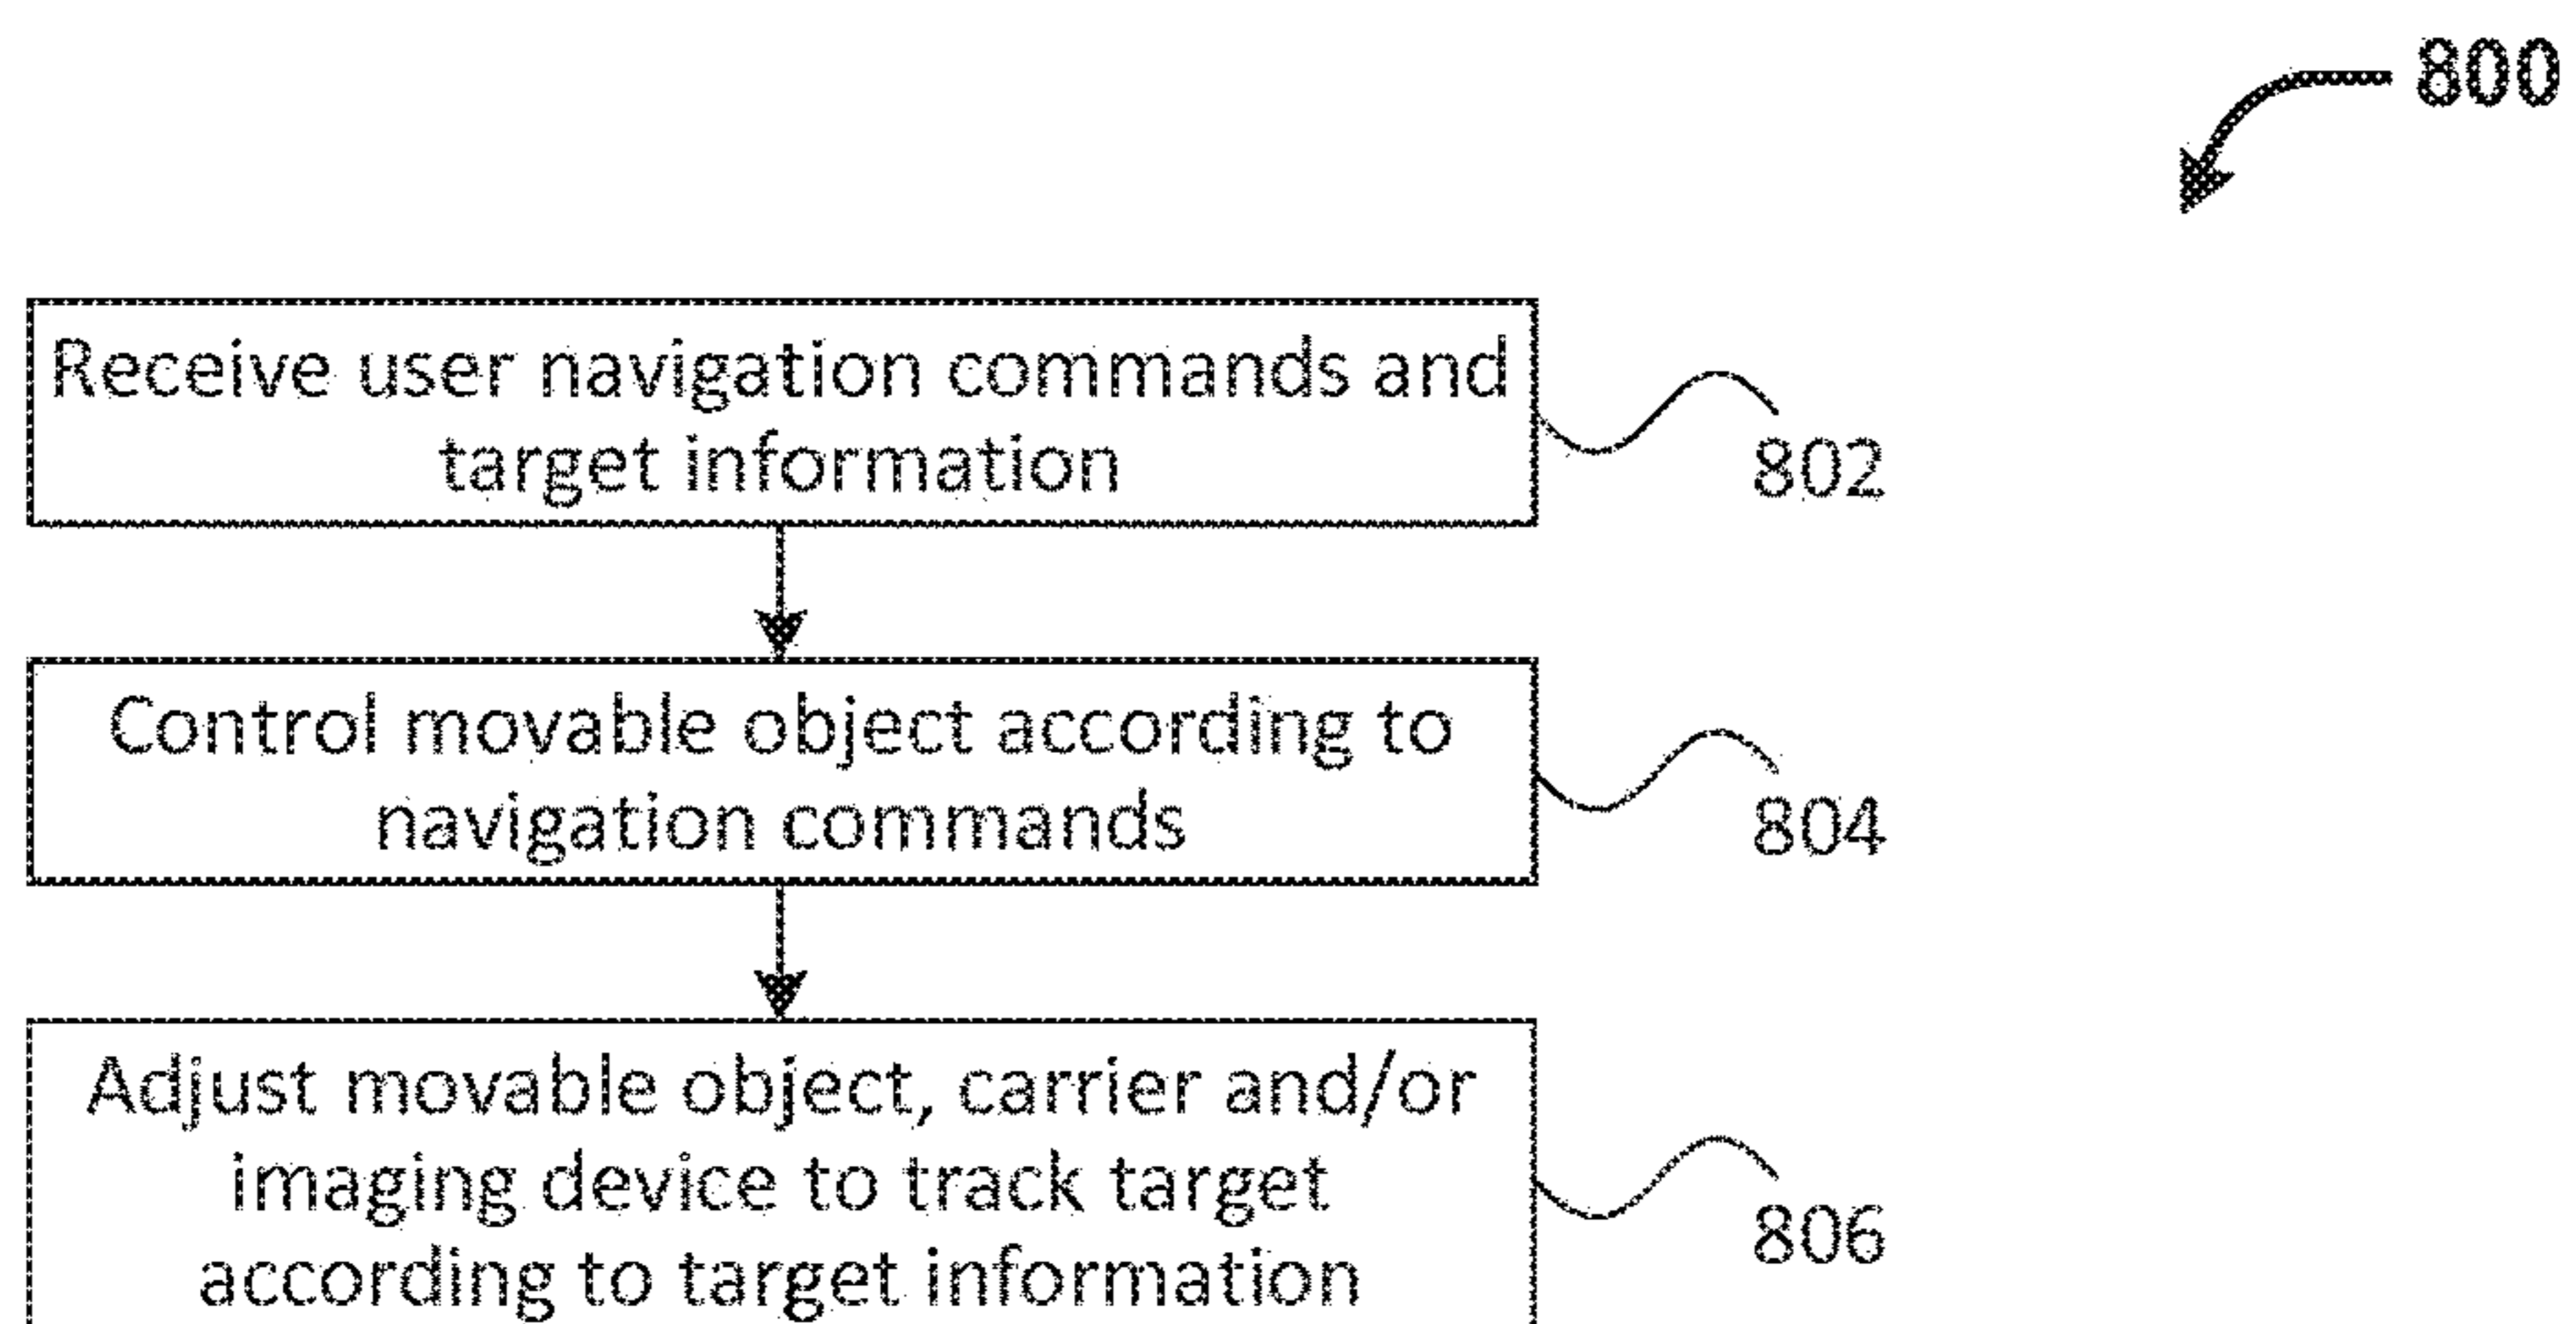 800
Receive user navigation commands and
target information
802
Control movable object according to
navigation commands
804
Adjust movable object, carrier and/or
imaging device to track target
according to target information
806